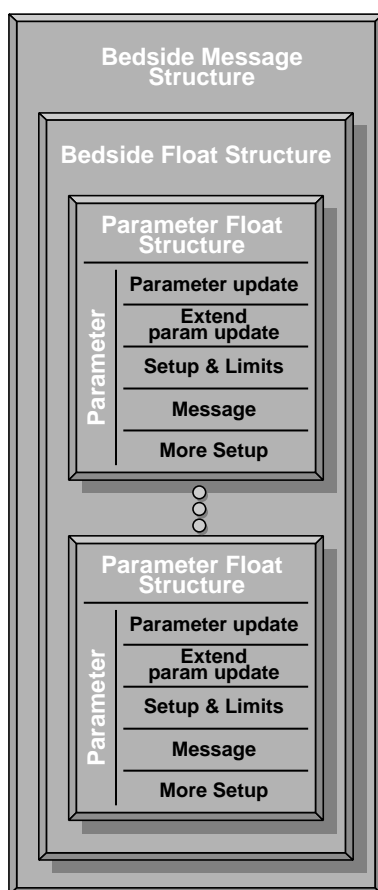 Bedside Message
Structure
Bedside Float Structure
Parameter Float
Structure
Parameter
Parameter update
Extend
param update
Setup & Limits
Message
More Setup
Parameter Float
Structure
Parameter
Parameter update
Extend
param update
Setup & Limits
Message
More Setup